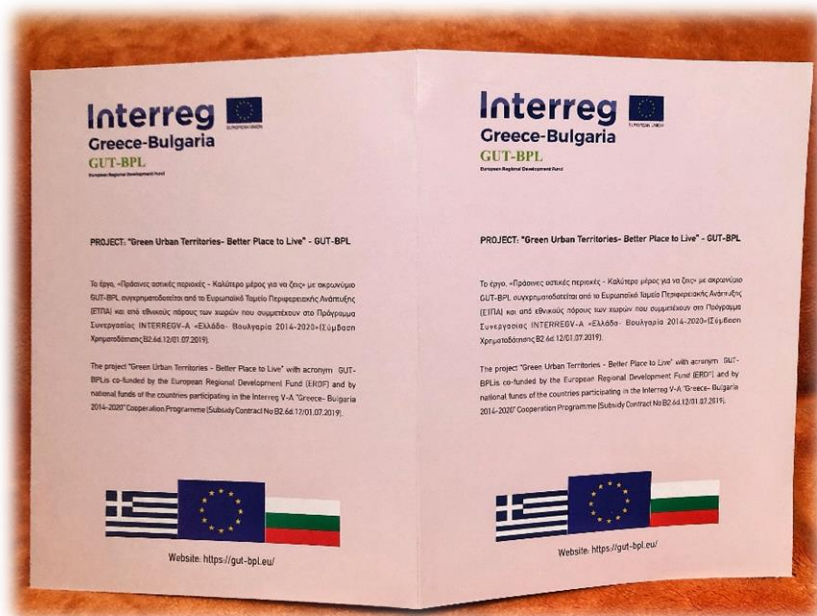 Interreg
EUROPEAN UNION
Greece-Bulgaria
GUT-BPL
European Regional Development Fund
PROJECT: "Green Urban Territories- Better Place to Live" - GUT-BPL
Το έργο, «Πράσινες αστικές περιοχές - Καλύτερο μέρος για να ζεις» με ακρωνύμιο
GUT-BPL συγχρηματοδοτείται από το Ευρωπαϊκό Ταμείο Περιφερειακής Ανάπτυξης
(ΕΤΠΑ) και από εθνικούς πόρους των χωρών που συμμετέχουν στο Πρόγραμμα
Συνεργασίας INTERREGV-A «Ελλάδα- Βουλγαρία 2014-2020»(Σύμβαση
Χρηματοδότησης B2.6d.12/01.07.2019).
The project "Green Urban Territories - Better Place to Live" with acronym GUT-
BPLis co-funded by the European Regional Development Fund (ERDF) and by
national funds of the countries participating in the Interreg V-A "Greece- Bulgaria
2014-2020" Cooperation Programme (Subsidy Contract No B2.6d.12/01.07.2019).
Website: https://gut-bpl.eu/
Interreg
EUROPEAN UNION
Greece-Bulgaria
GUT-BPL
European Regional Development Fund
PROJECT: "Green Urban Territories- Better Place to Live" - GUT-BPL
Το έργο, «Πράσινες αστικές περιοχές - Καλύτερο μέρος για να ζεις» με ακρωνύμιο
GUT-BPL συγχρηματοδοτείται από το Ευρωπαϊκό Ταμείο Περιφερειακής Ανάπτυξης
(ΕΤΠΑ) και από εθνικούς πόρους των χωρών που συμμετέχουν στο Πρόγραμμα
Συνεργασίας INTERREGV-A «Ελλάδα- Βουλγαρία 2014-2020»(Σύμβαση
Χρηματοδότησης B2.6d.12/01.07.2019).
The project "Green Urban Territories - Better Place to Live" with acronym GUT-
BPLis co-funded by the European Regional Development Fund (ERDF) and by
national funds of the countries participating in the Interreg V-A "Greece- Bulgaria
2014-2020" Cooperation Programme (Subsidy Contract No B2.6d.12/01.07.2019).
Website: https://gut-bpl.eu/